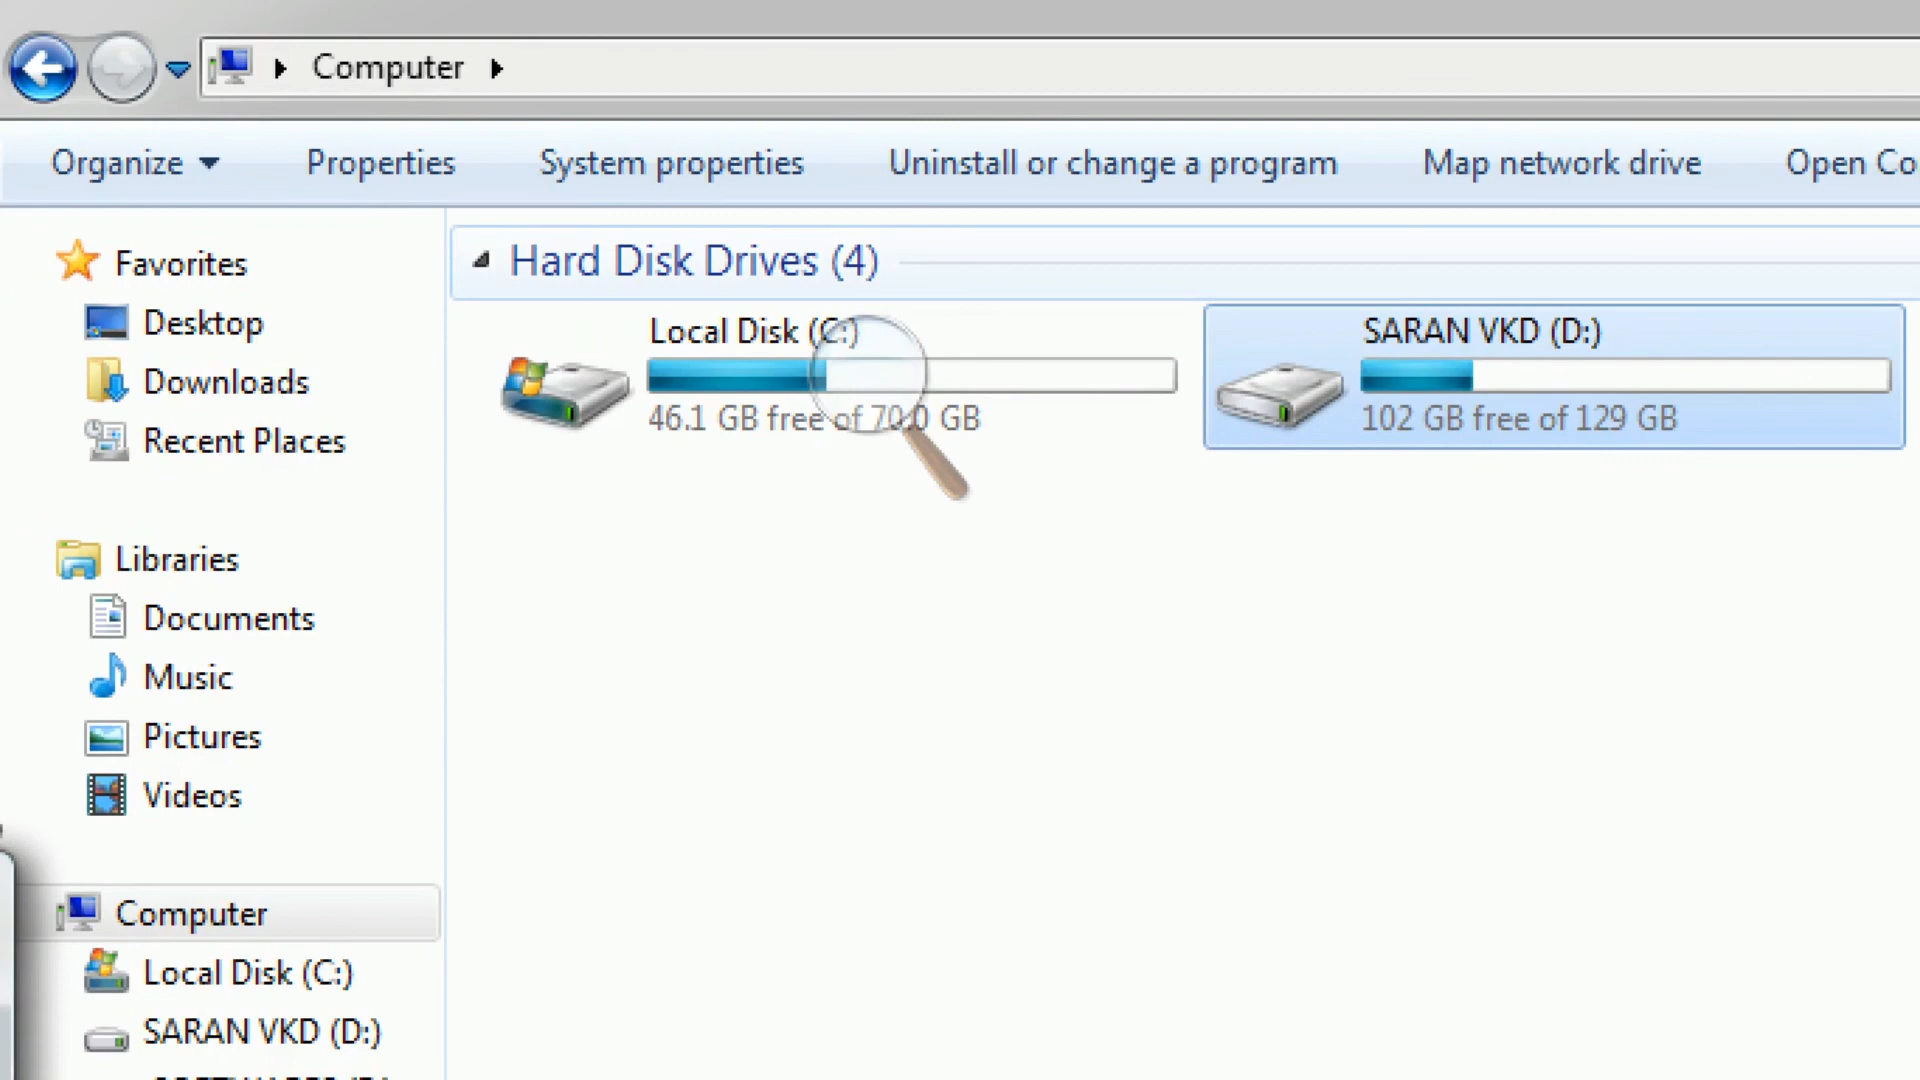 Computer
Organize
Properties
System properties
Uninstall or change a program
Map network drive
Open Co
Favorites
Desktop
Downloads
Recent Places
Libraries
Documents
Music
Pictures
Videos
Computer
Local Disk (C:)
SARAN VKD (D:)
Hard Disk Drives (4)
Local Disk (C:)
46.1 GB free of 70.0 GB
SARAN VKD (D:)
102 GB free of 129 GB